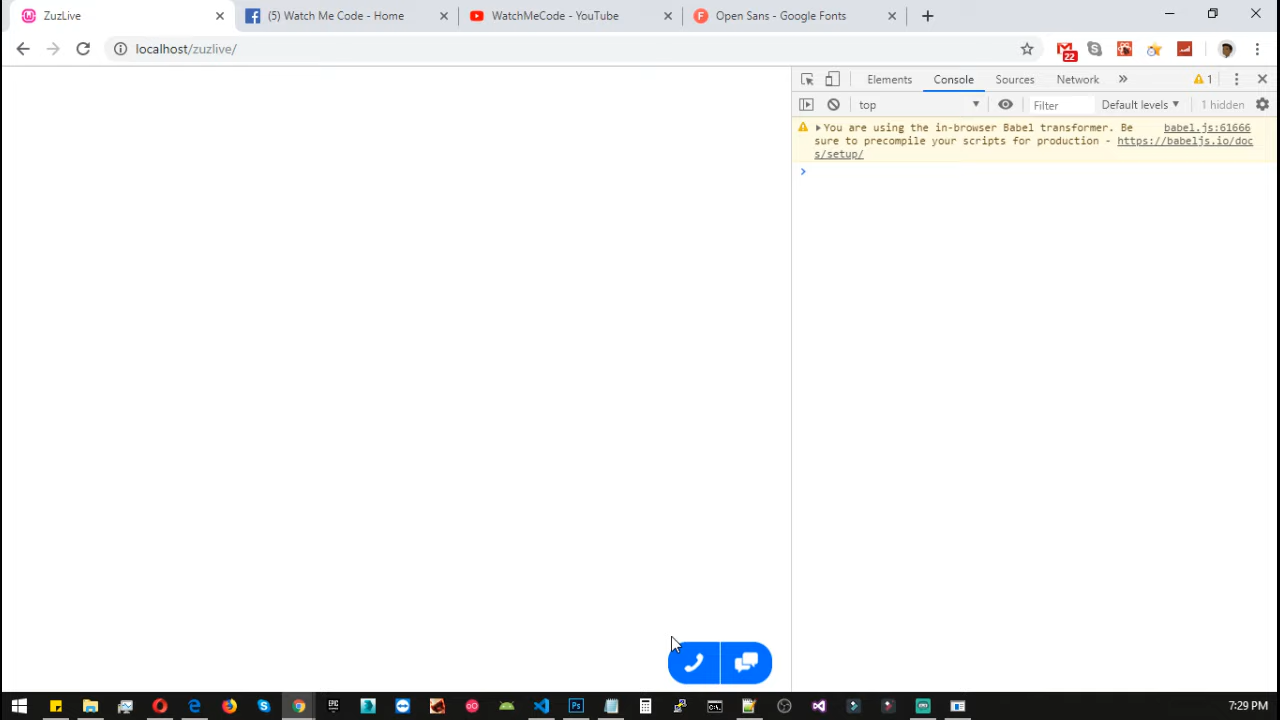 ZuzLive
(5) Watch Me Code - Home
WatchMeCode - YouTube
Open Sans - Google Fonts
localhost/zuzlive/
22
Elements
Console
Sources
Network
1
top
Filter
Default levels
1 hidden
You are using the in-browser Babel transformer. Be babel.js:61666
sure to precompile your scripts for production - https://babeljs.io/doc
s/setup/
7:29 PM